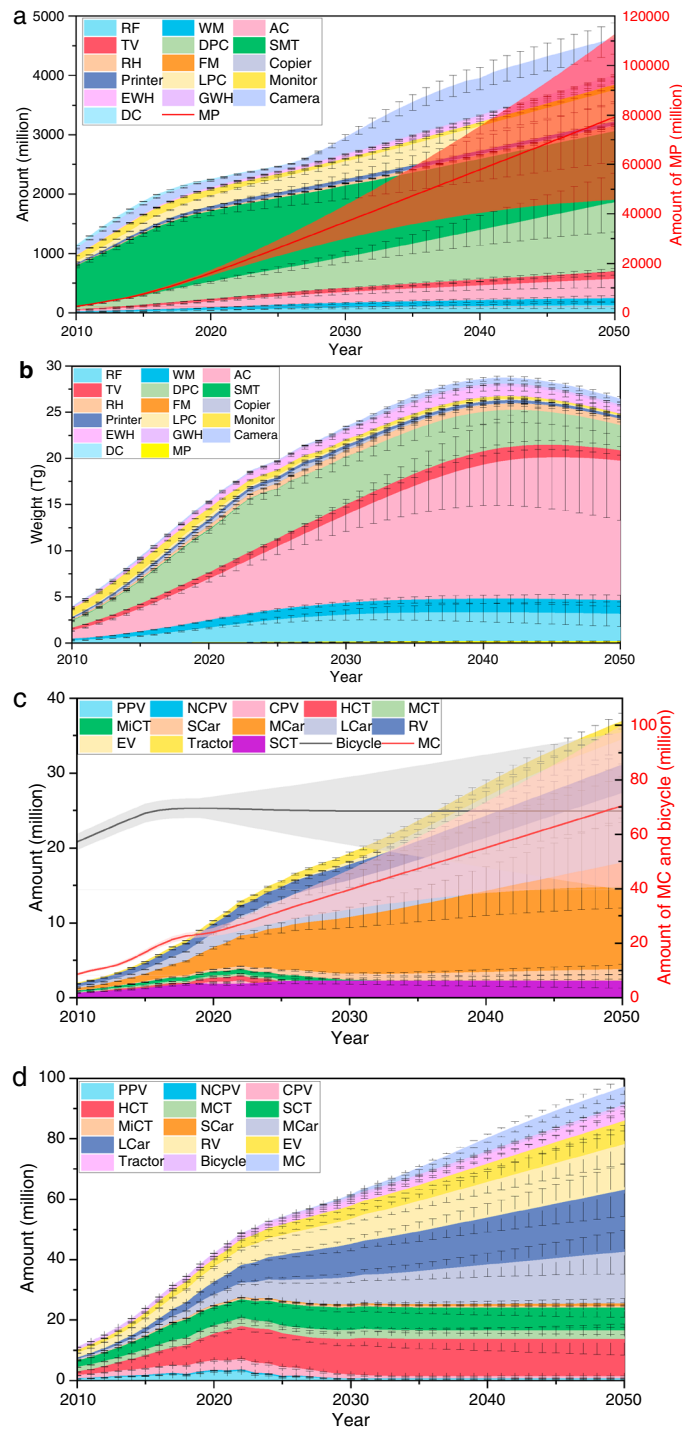 a
5000
4000
3000
2000
1000
0
Amount (million)
RF WM AC
TV DPC SMT
RH FM Copier
Printer LPC Monitor
EWH GWH Camera
DC MP
120000
100000
80000
60000
40000
20000
0
Amount of MP (million)
2010 2020 2030 2040 2050
Year
b
30
25
20
15
10
5
0
Weight (Tg)
RF WM AC
TV DPC SMT
RH FM Copier
Printer LPC Monitor
EWH GWH Camera
DC MP
2010 2020 2030 2040 2050
Year
c
40
30
20
10
0
Amount (million)
PPV NCPV CPV HCT MCT
MiCT SCar MCar LCar RV
EV Tractor SCT Bicycle MC
100
80
60
40
20
0
Amount of MC and bicycle (million)
2010 2020 2030 2040 2050
Year
d
100
80
60
40
20
0
Amount (million)
PPV NCPV CPV
HCT MCT SCT
MiCT SCar MCar
LCar RV EV
Tractor Bicycle MC
2010 2020 2030 2040 2050
Year